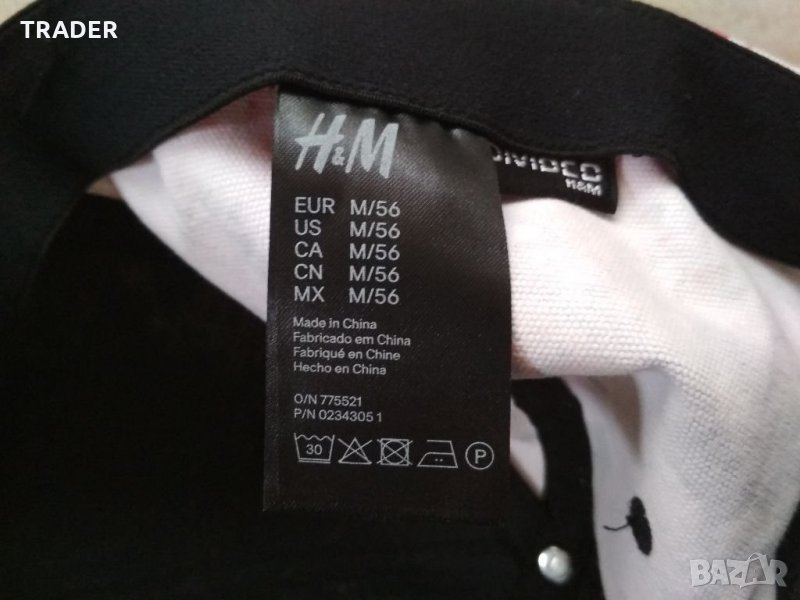 TRADER
H&M
DIVIDED
H&M
EUR M/56
US M/56
CA M/56
CN M/56
MX M/56
Made in China
Fabricado em China
Fabriqué en Chine
Hecho en China
O/N 775521
P/N 0234305 1
30
P
BAZAR